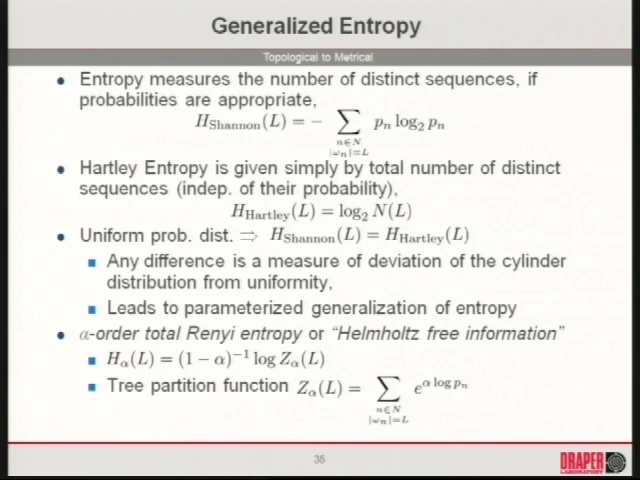 Generalized Entropy
Topological to Metrical
• Entropy measures the number of distinct sequences, if
probabilities are appropriate,
H_Shannon(L) = − ∑_{n∈N, |ω_n|=L} p_n log_2 p_n
• Hartley Entropy is given simply by total number of distinct
sequences (indep. of their probability),
H_Hartley(L) = log_2 N(L)
• Uniform prob. dist. ⇒ H_Shannon(L) = H_Hartley(L)
■ Any difference is a measure of deviation of the cylinder
distribution from uniformity,
■ Leads to parameterized generalization of entropy
• α-order total Renyi entropy or “Helmholtz free information”
■ H_α(L) = (1 − α)^{−1} log Z_α(L)
■ Tree partition function Z_α(L) = ∑_{n∈N, |ω_n|=L} e^{α log p_n}
35
DRAPER
LABORATORY